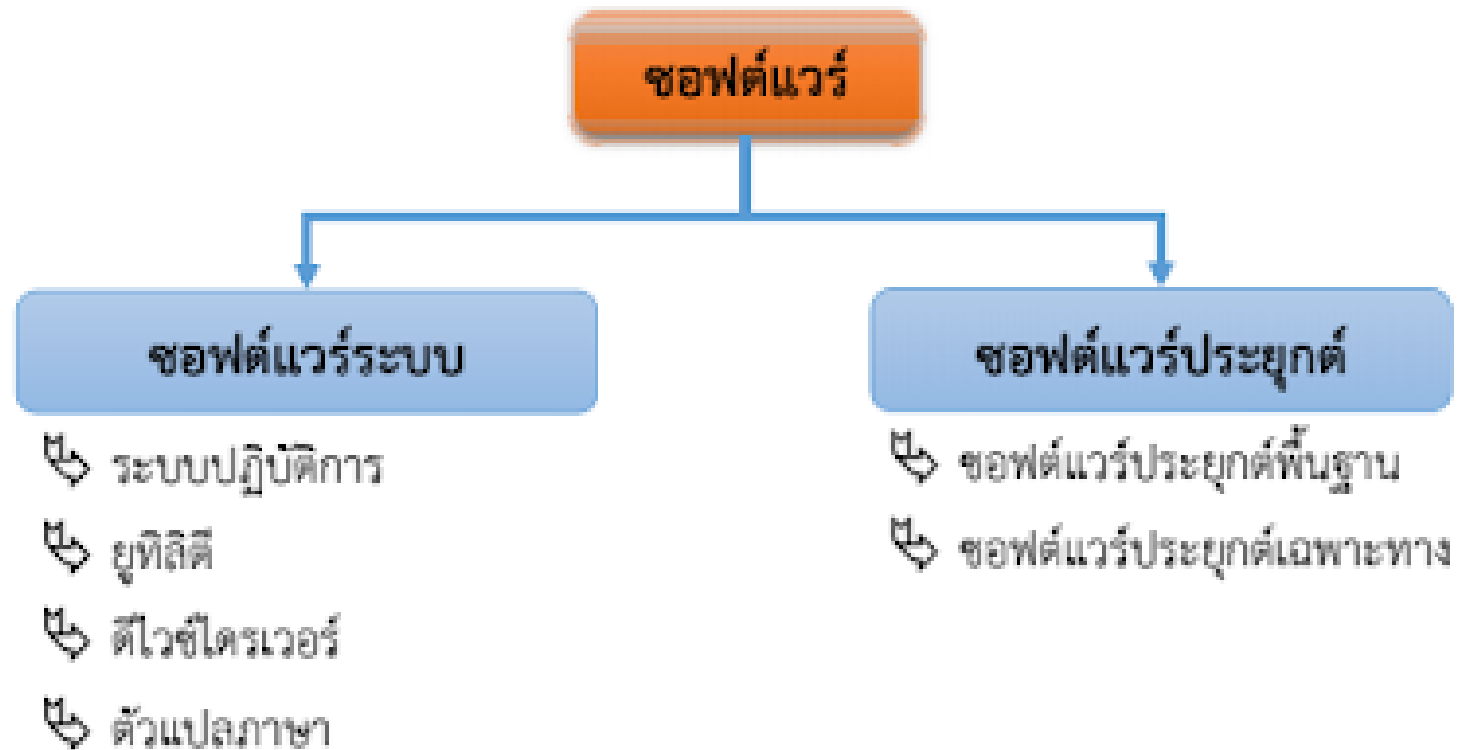 ซอฟต์แวร์
ซอฟต์แวร์ระบบ
ระบบปฏิบัติการ
ยูทิลิตี
ดีไวซ์ไดรเวอร์
ตัวแปลภาษา
ซอฟต์แวร์ประยุกต์
ซอฟต์แวร์ประยุกต์พื้นฐาน
ซอฟต์แวร์ประยุกต์เฉพาะทาง